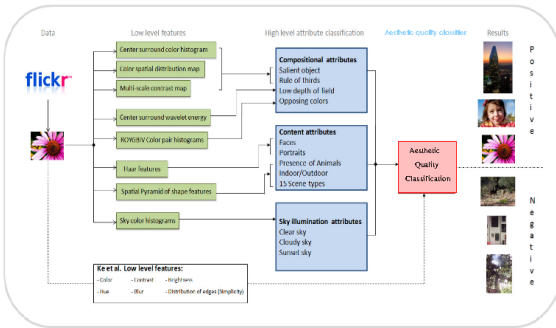 Data
Low level features
High level attribute classification
Aesthetic quality classifier
Results
flickr
Center surround color histogram
Color spatial distribution map
Multi-scale contrast map
Center surround wavelet energy
ROYGBIV Color pair histograms
Haar features
Spatial Pyramid of shape features
Sky color histograms
Compositional attributes
Salient object
Rule of thirds
Low depth of field
Opposing colors
Content attributes
Faces
Portraits
Presence of Animals
Indoor/Outdoor
15 Scene types
Sky illumination attributes
Clear sky
Cloudy sky
Sunset sky
Aesthetic
Quality
Classification
Positive
Negative
Ke et al. Low level features:
- Color - Contrast - Brightness
- Hue - Blur - Distribution of edges (Simplicity)